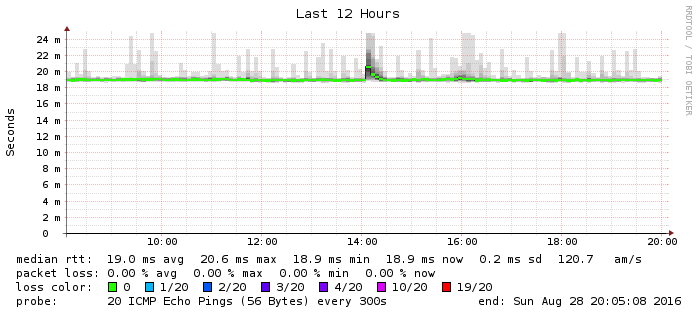 Last 12 Hours
RRDTOOL / TOBI OETIKER
Seconds
24 m
22 m
20 m
18 m
16 m
14 m
12 m
10 m
8 m
6 m
4 m
2 m
0
10:00 12:00 14:00 16:00 18:00 20:00
median rtt: 19.0 ms avg 20.6 ms max 18.9 ms min 18.9 ms now 0.2 ms sd 120.7 am/s
packet loss: 0.00 % avg 0.00 % max 0.00 % min 0.00 % now
loss color: 0 1/20 2/20 3/20 4/20 10/20 19/20
probe: 20 ICMP Echo Pings (56 Bytes) every 300s end: Sun Aug 28 20:05:08 2016